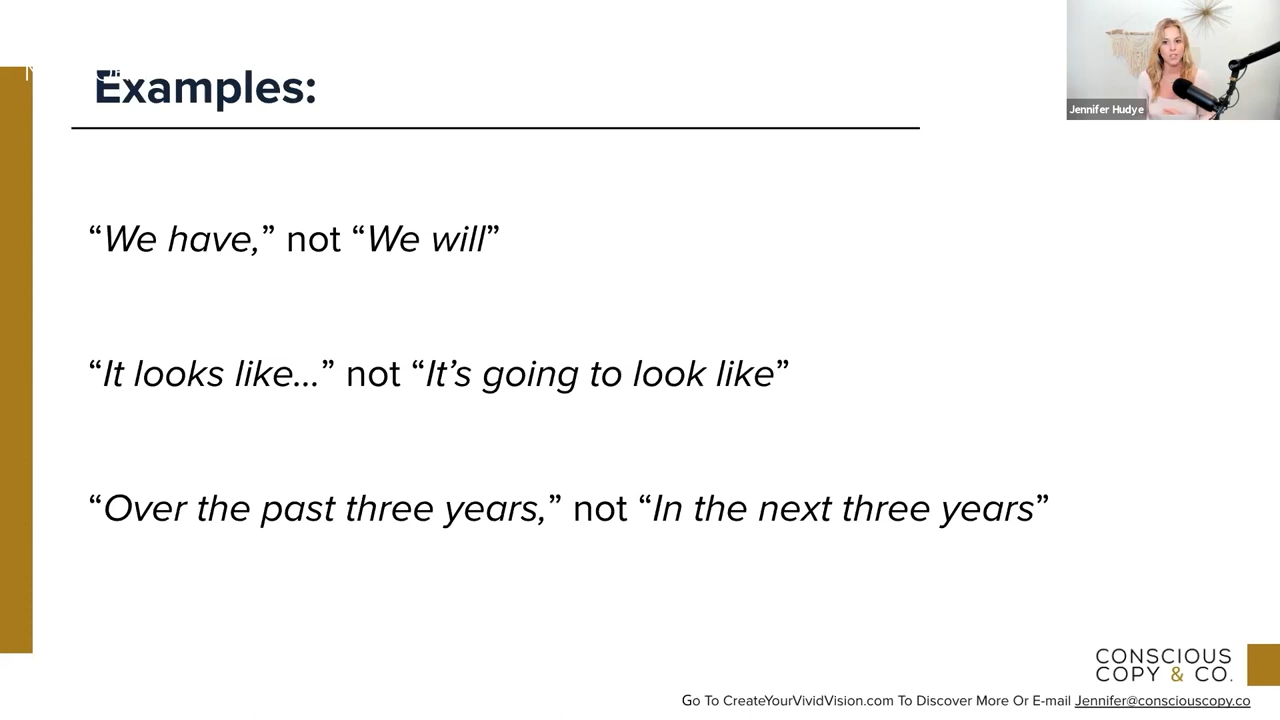 Examples:
Jennifer Hudye
“We have,” not “We will”
“It looks like...” not “It’s going to look like”
“Over the past three years,” not “In the next three years”
CONSCIOUS
COPY & CO.
Go To CreateYourVividVision.com To Discover More Or E-mail Jennifer@consciouscopy.co